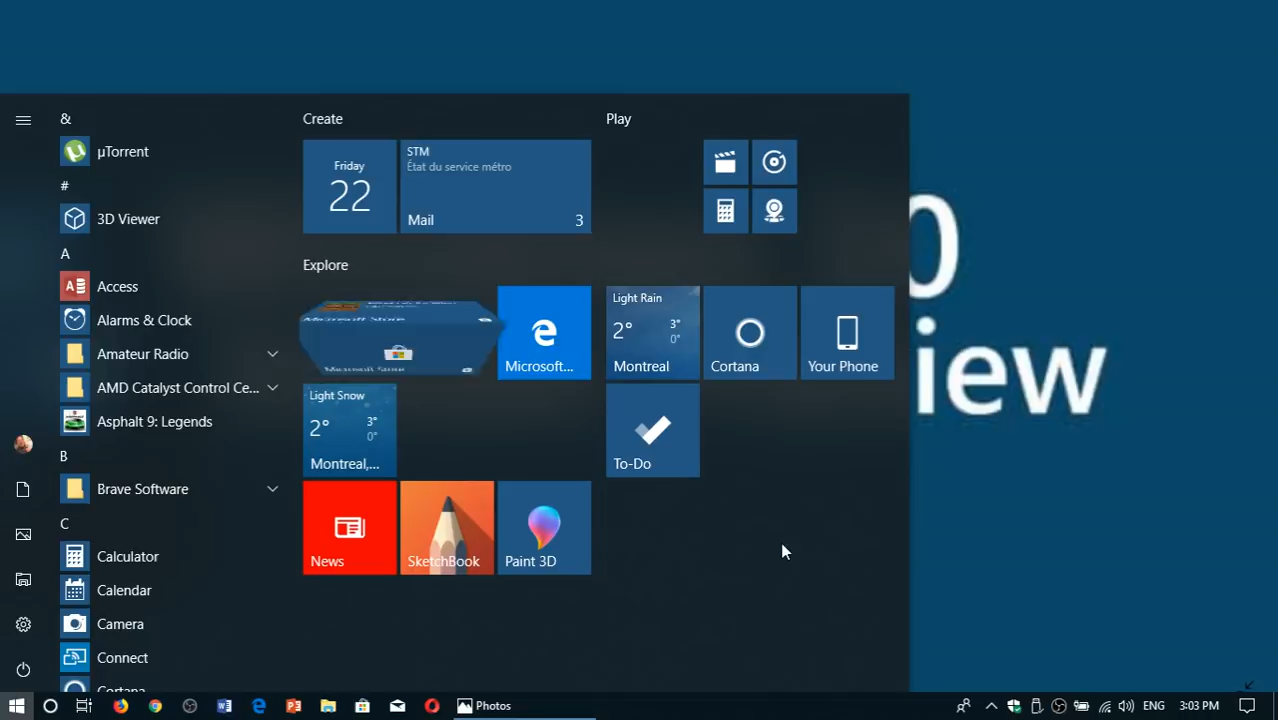 &
µTorrent
#
3D Viewer
A
Access
Alarms & Clock
Amateur Radio
AMD Catalyst Control Ce...
Asphalt 9: Legends
B
Brave Software
C
Calculator
Calendar
Camera
Connect
Cortana
Create
Friday
22
STM
État du service métro
Mail
3
Explore
Microsoft Store
Microsoft...
Light Snow
2°
3°
0°
Montreal,...
News
SketchBook
Paint 3D
Play
Light Rain
2°
3°
0°
Montreal
Cortana
Your Phone
To-Do
0
iew
Photos
ENG
3:03 PM